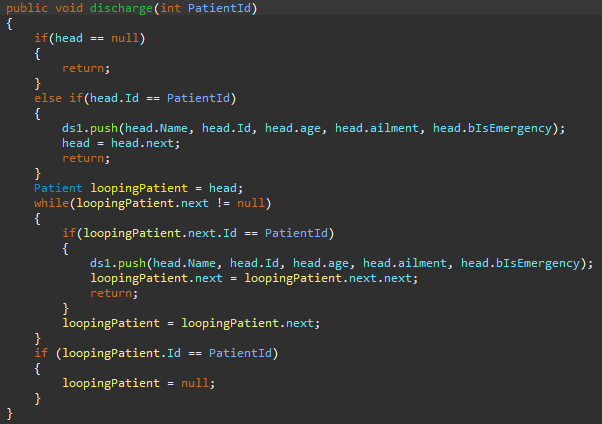 public void discharge(int PatientId)
{
    if(head == null)
    {
        return;
    }
    else if(head.Id == PatientId)
    {
        ds1.push(head.Name, head.Id, head.age, head.ailment, head.bIsEmergency);
        head = head.next;
        return;
    }
    Patient loopingPatient = head;
    while(loopingPatient.next != null)
    {
        if(loopingPatient.next.Id == PatientId)
        {
            ds1.push(head.Name, head.Id, head.age, head.ailment, head.bIsEmergency);
            loopingPatient.next = loopingPatient.next.next;
            return;
        }
        loopingPatient = loopingPatient.next;
    }
    if (loopingPatient.Id == PatientId)
    {
        loopingPatient = null;
    }
}